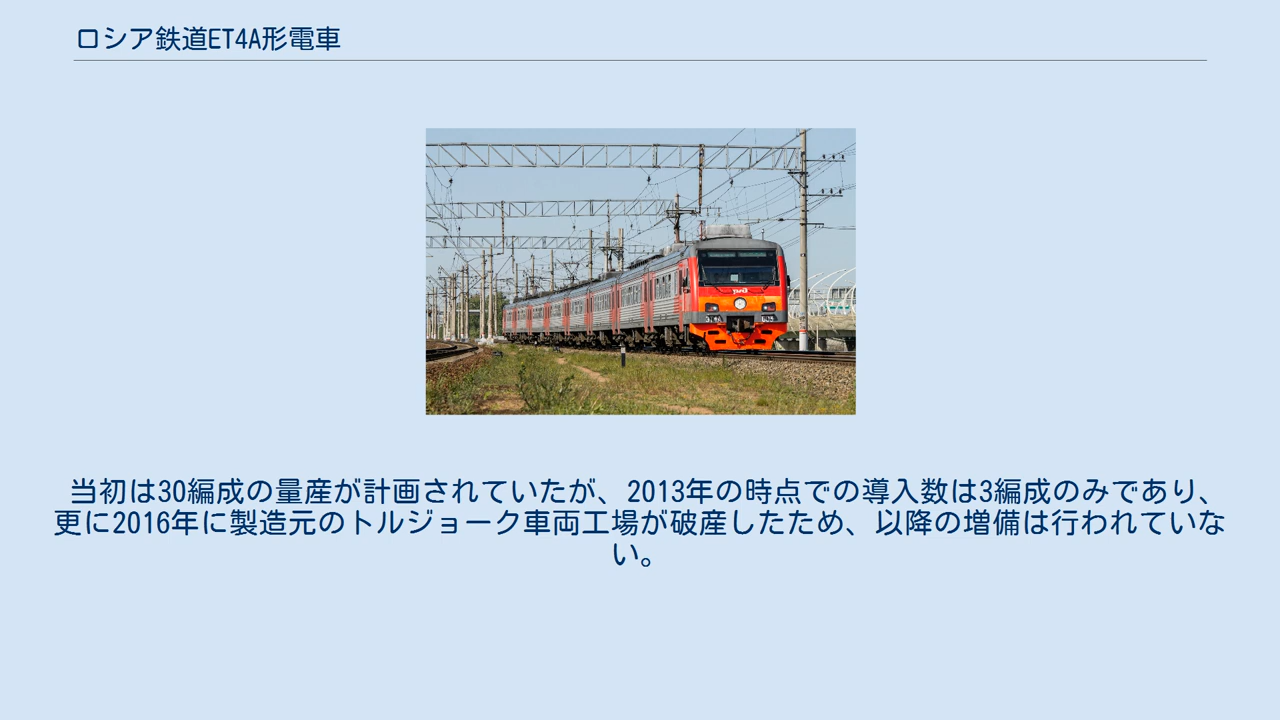 ロシア鉄道ET4A形電車
当初は30編成の量産が計画されていたが、2013年の時点での導入数は3編成のみであり、
更に2016年に製造元のトルジョーク車両工場が破産したため、以降の増備は行われていな
い。